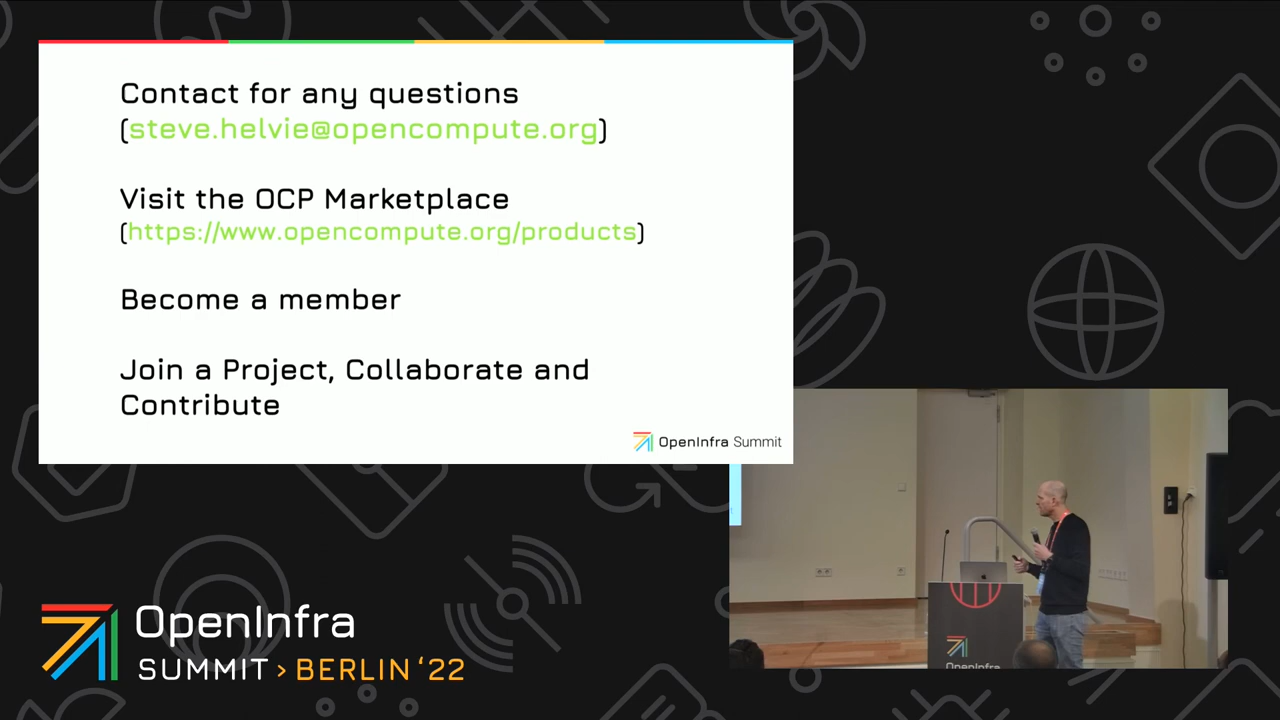 Contact for any questions
(steve.helvie@opencompute.org)
Visit the OCP Marketplace
(https://www.opencompute.org/products)
Become a member
Join a Project, Collaborate and
Contribute
OpenInfra Summit
OpenInfra
OpenInfra
SUMMIT > BERLIN ‘22